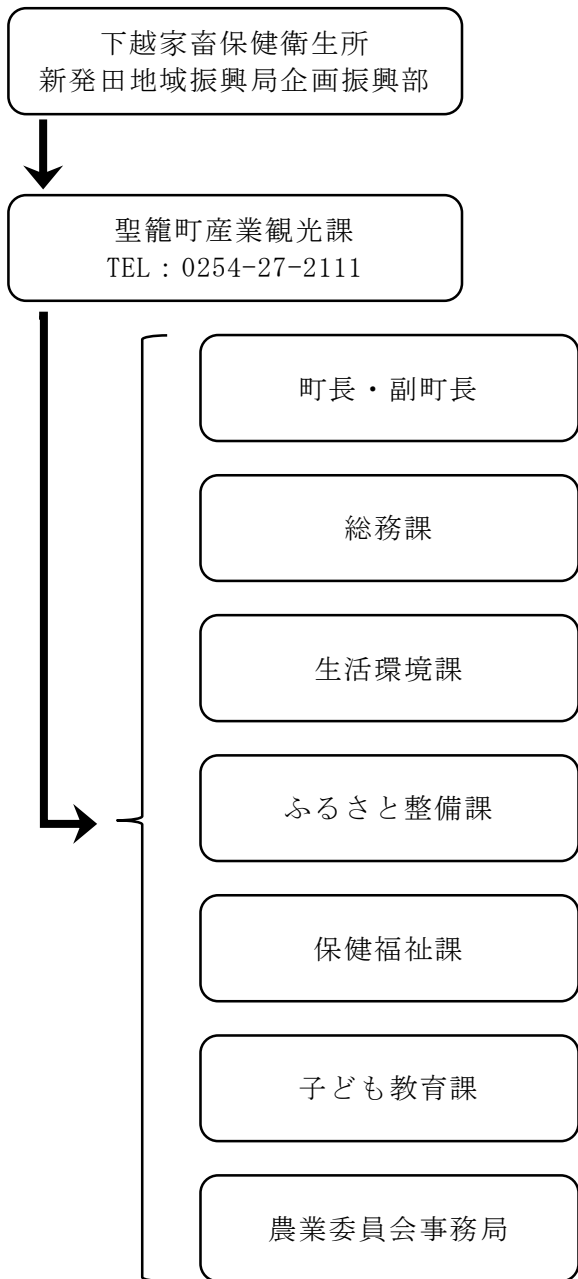 下越家畜保健衛生所
新発田地域振興局企画振興部
聖籠町産業観光課
TEL：0254-27-2111
町長・副町長
総務課
生活環境課
ふるさと整備課
保健福祉課
子ども教育課
農業委員会事務局